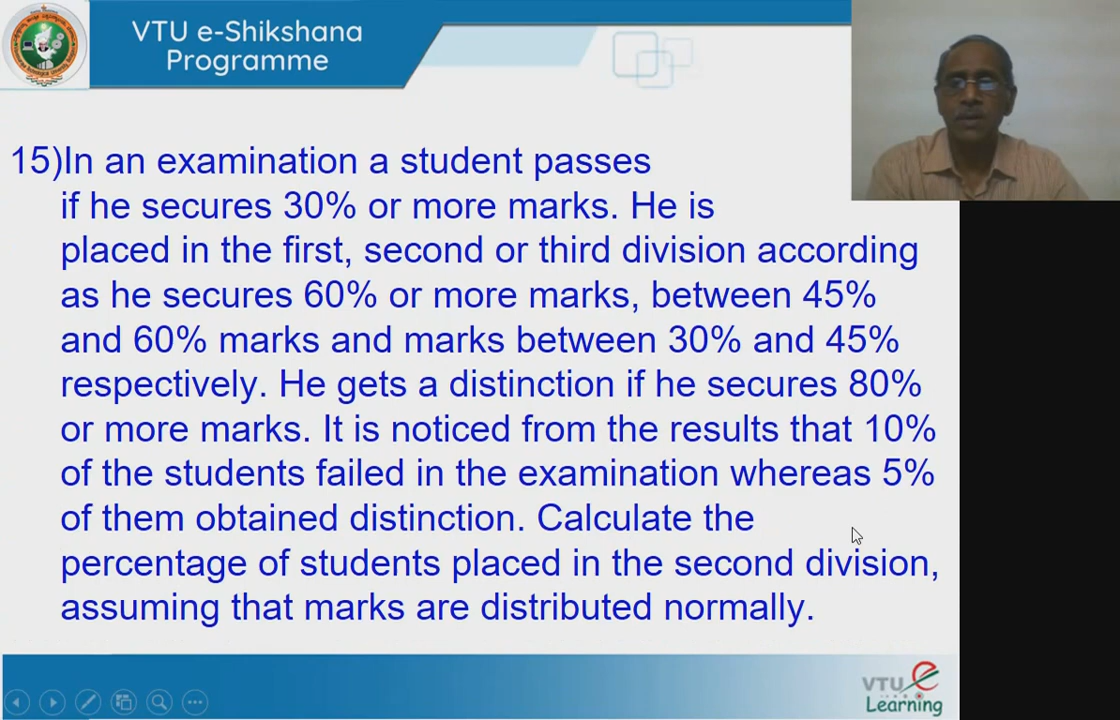 VTU e-Shikshana
Programme
15)In an examination a student passes
if he secures 30% or more marks. He is
placed in the first, second or third division according
as he secures 60% or more marks, between 45%
and 60% marks and marks between 30% and 45%
respectively. He gets a distinction if he secures 80%
or more marks. It is noticed from the results that 10%
of the students failed in the examination whereas 5%
of them obtained distinction. Calculate the
percentage of students placed in the second division,
assuming that marks are distributed normally.
VTU e
Learning